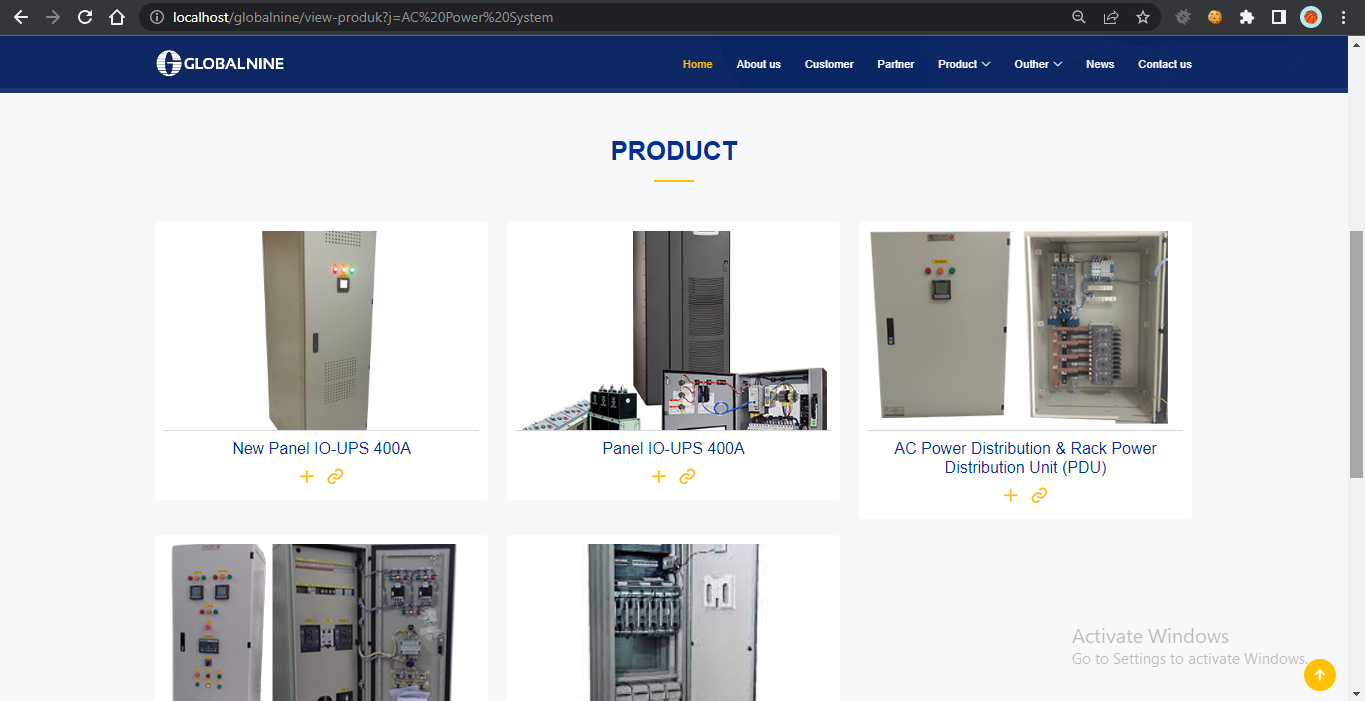 localhost/globalnine/view-produk?j=AC%20Power%20System
GLOBALNINE
Home
About us
Customer
Partner
Product
Outher
News
Contact us
PRODUCT
New Panel IO-UPS 400A
Panel IO-UPS 400A
AC Power Distribution & Rack Power
Distribution Unit (PDU)
Activate Windows
Go to Settings to activate Windows.